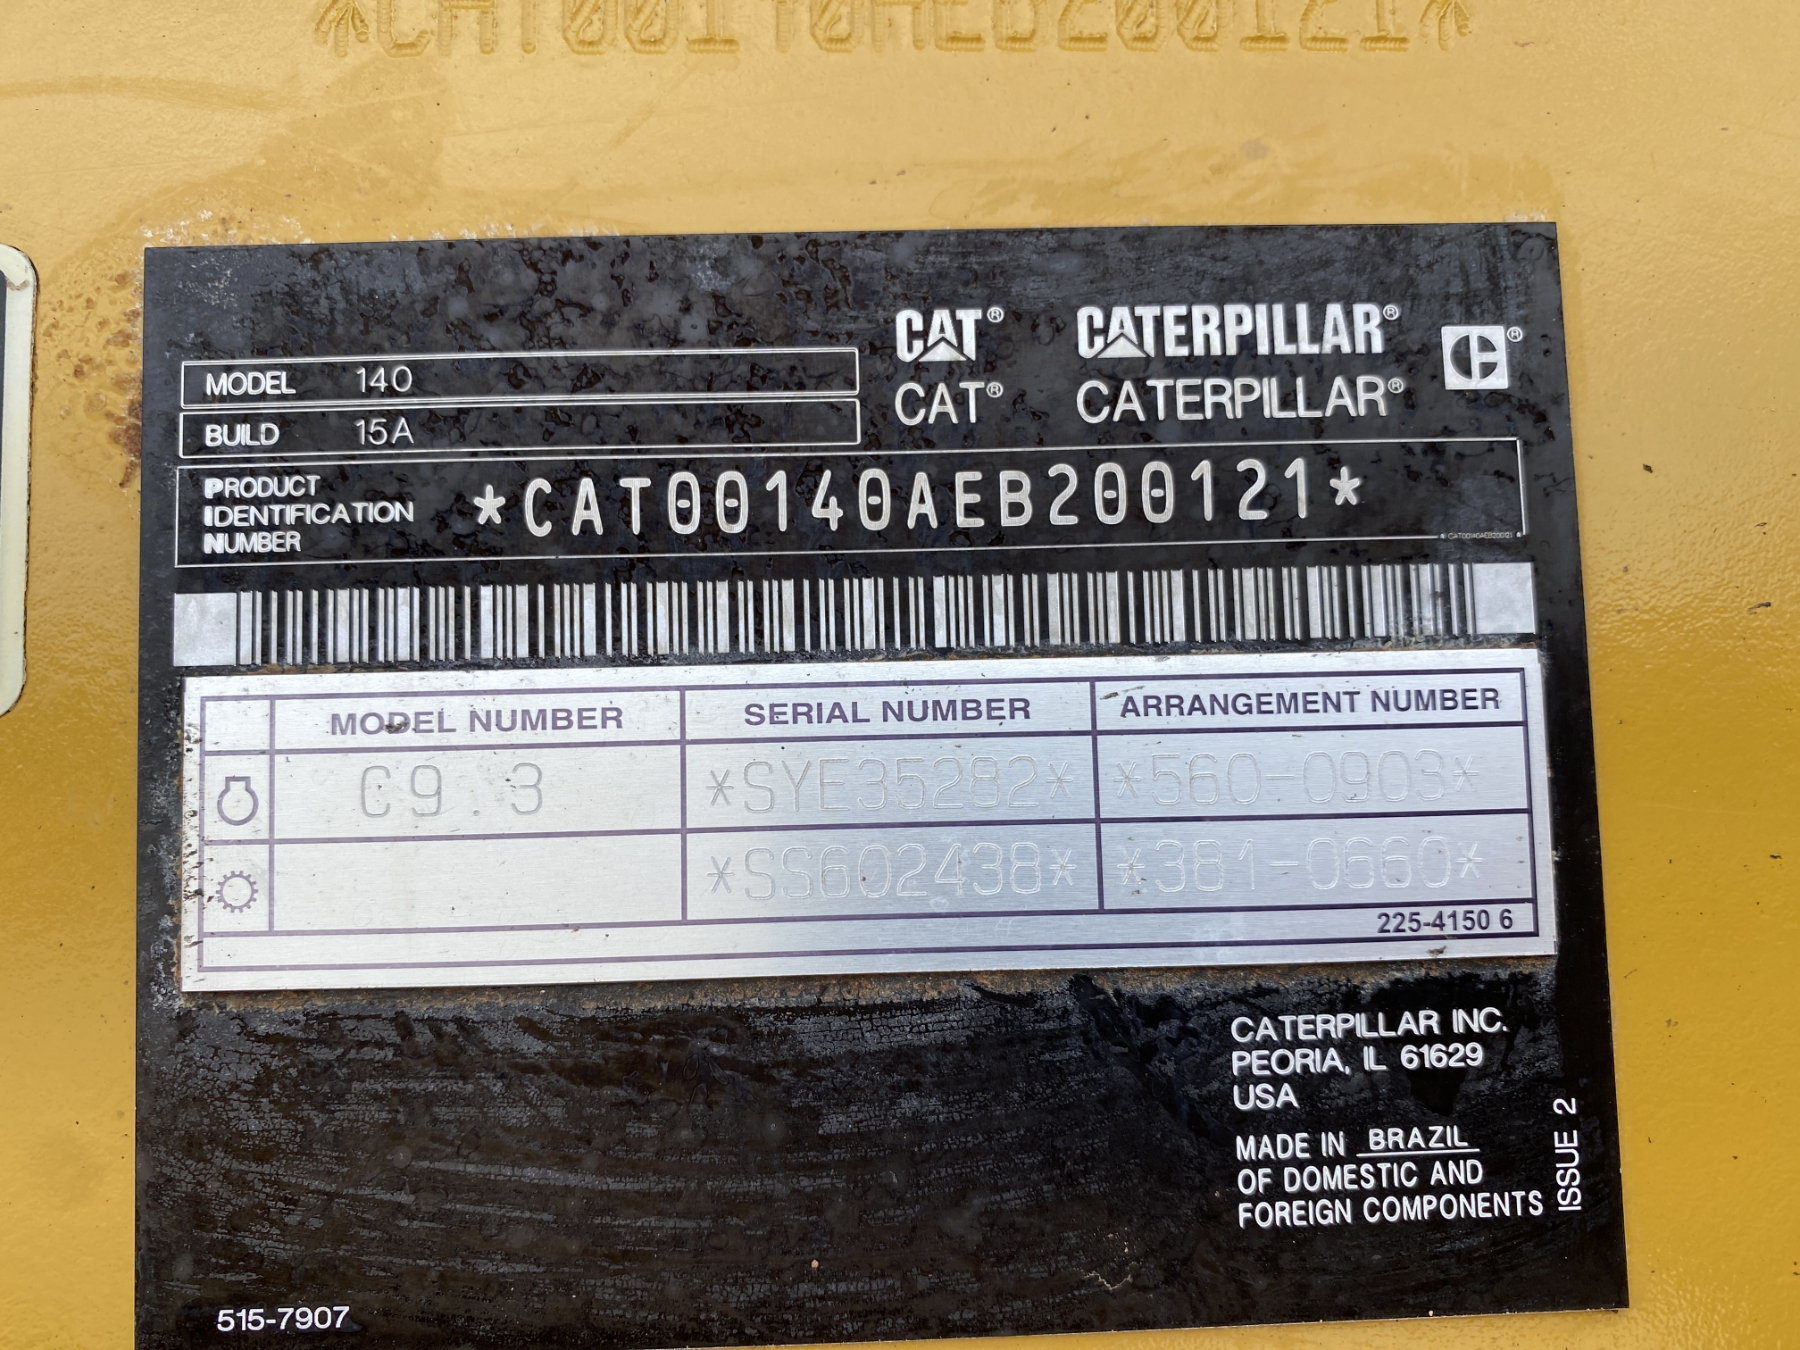 *CAT00140AEB200121*
CAT® CATERPILLAR® ®
MODEL 140
CAT® CATERPILLAR®
BUILD 15A
PRODUCT IDENTIFICATION NUMBER *CAT00140AEB200121*
*CAT00140AEB200121*
MODEL NUMBER SERIAL NUMBER ARRANGEMENT NUMBER
C9.3 *SYE35282* *560-0903*
*SS602438* *381-0660*
225-4150 6
CATERPILLAR INC.
PEORIA, IL 61629
USA
MADE IN BRAZIL
OF DOMESTIC AND
FOREIGN COMPONENTS
ISSUE 2
515-7907